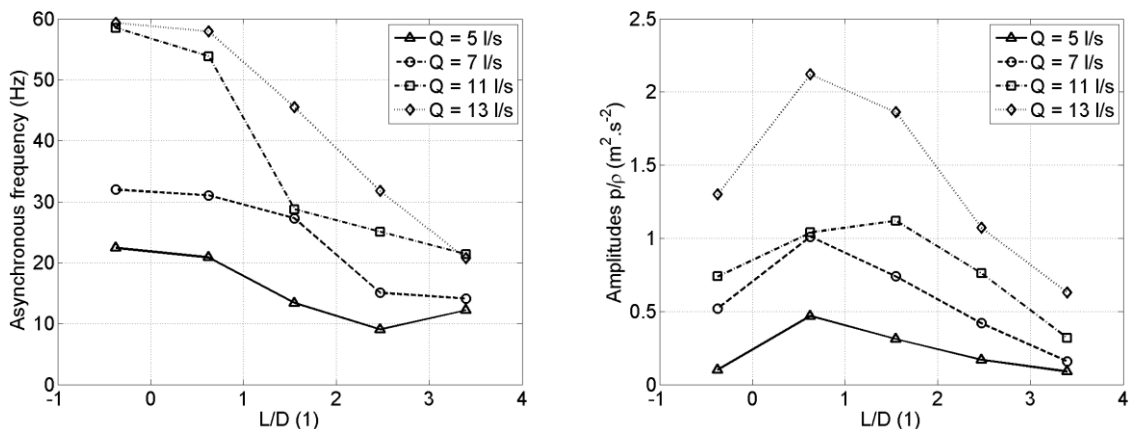 60
50
40
30
20
10
0
-1 0 1 2 3 4
Asynchronous frequency (Hz)
L/D (1)
Q = 5 l/s
Q = 7 l/s
Q = 11 l/s
Q = 13 l/s
2.5
2
1.5
1
0.5
0
-1 0 1 2 3 4
Amplitudes p/ρ (m².s⁻²)
L/D (1)
Q = 5 l/s
Q = 7 l/s
Q = 11 l/s
Q = 13 l/s